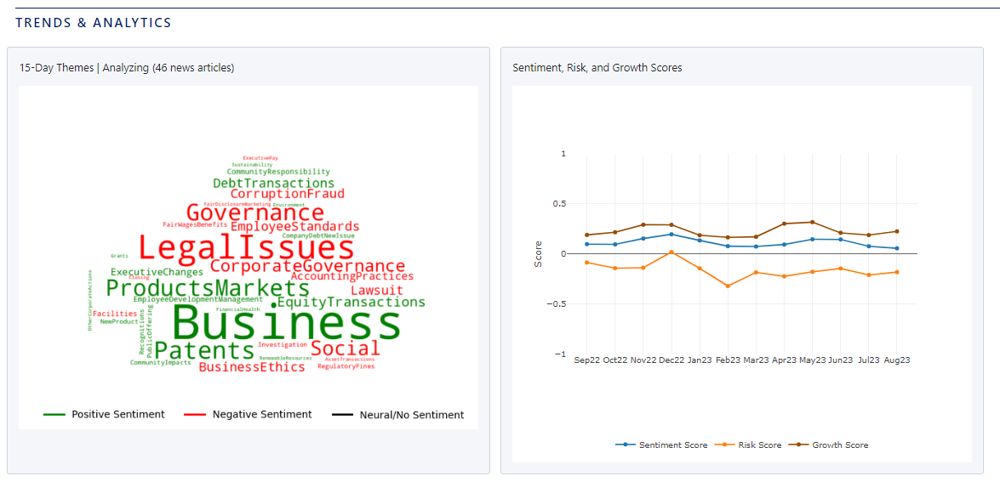 TRENDS & ANALYTICS
15-Day Themes | Analyzing (46 news articles)
ExecutivePay
Sustainability
CommunityResponsibility
DebtTransactions
CorruptionFraud
FairDisclosureMarketing Environment
Governance
FairWagesBenefits EmployeeStandards
CompanyDebtNewIssue
LegalIssues
Grants
CorporateGovernance
ExecutiveChanges
Closing
AccountingPractices
ProductsMarkets
Lawsuit
EmployeeDevelopmentManagement
EquityTransactions
OtherCorporateActions
FinancialHealth
Facilities
NewProduct
Business
Recognitions
PublicOffering
Patents
Investigation
Social
CommunityImpacts
RenewableResources
AssetTransactions
BusinessEthics
RegulatoryFines
Positive Sentiment Negative Sentiment Neural/No Sentiment
Sentiment, Risk, and Growth Scores
Score
1
0.5
0
−0.5
−1
Sep22 Oct22 Nov22 Dec22 Jan23 Feb23 Mar23 Apr23 May23 Jun23 Jul23 Aug23
Sentiment Score Risk Score Growth Score